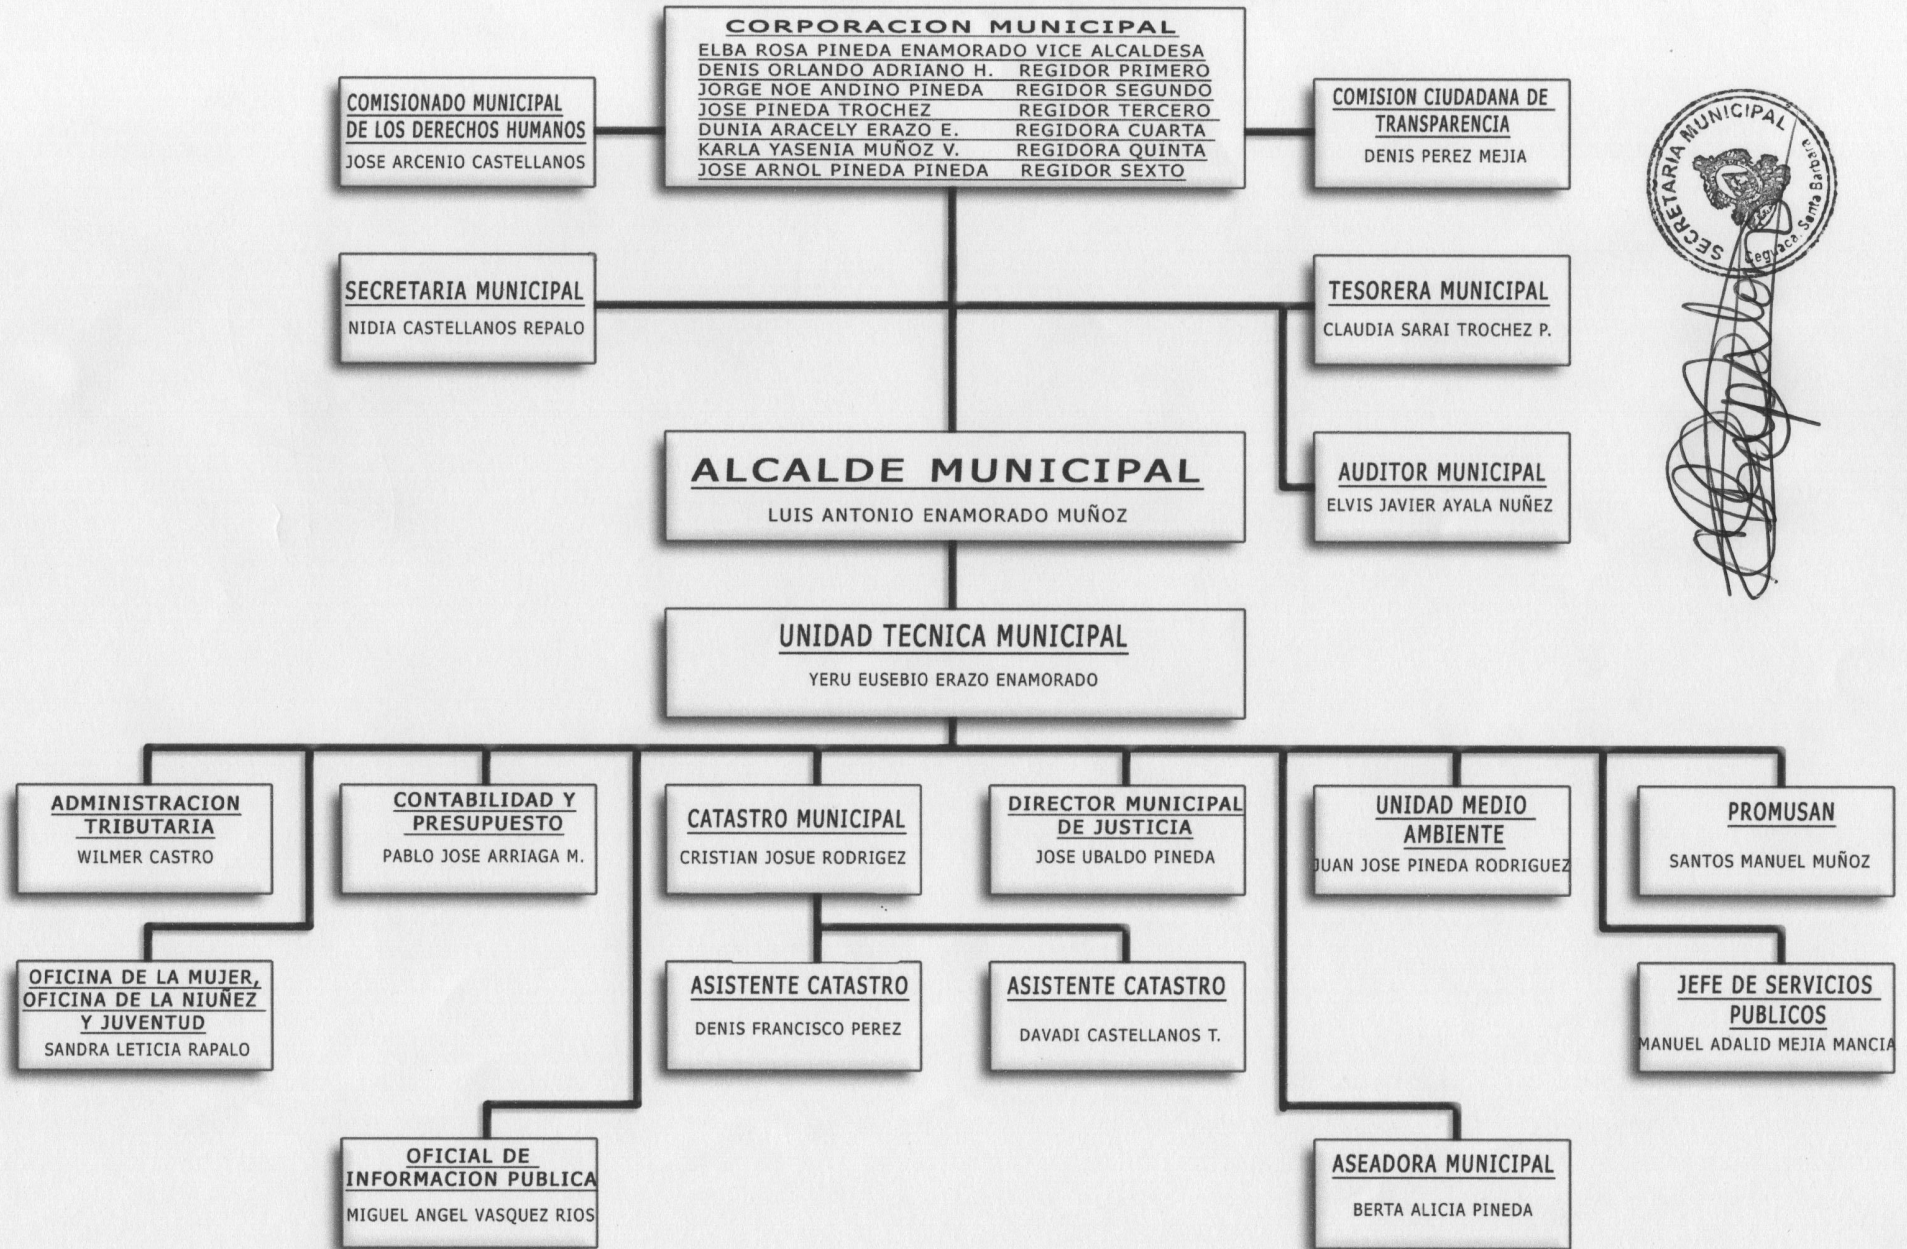 CORPORACION MUNICIPAL
ELBA ROSA PINEDA ENAMORADO VICE ALCALDESA
DENIS ORLANDO ADRIANO H. REGIDOR PRIMERO
JORGE NOE ANDINO PINEDA REGIDOR SEGUNDO
JOSE PINEDA TROCHEZ REGIDOR TERCERO
DUNIA ARACELY ERAZO E. REGIDORA CUARTA
KARLA YASENIA MUÑOZ V. REGIDORA QUINTA
JOSE ARNOL PINEDA PINEDA REGIDOR SEXTO
COMISIONADO MUNICIPAL
DE LOS DERECHOS HUMANOS
JOSE ARCENIO CASTELLANOS
COMISION CIUDADANA DE
TRANSPARENCIA
DENIS PEREZ MEJIA
SECRETARIA MUNICIPAL
Ceguaca, Santa Barbara
SECRETARIA MUNICIPAL
NIDIA CASTELLANOS REPALO
TESORERA MUNICIPAL
CLAUDIA SARAI TROCHEZ P.
ALCALDE MUNICIPAL
LUIS ANTONIO ENAMORADO MUÑOZ
AUDITOR MUNICIPAL
ELVIS JAVIER AYALA NUÑEZ
UNIDAD TECNICA MUNICIPAL
YERU EUSEBIO ERAZO ENAMORADO
ADMINISTRACION
TRIBUTARIA
WILMER CASTRO
CONTABILIDAD Y
PRESUPUESTO
PABLO JOSE ARRIAGA M.
CATASTRO MUNICIPAL
CRISTIAN JOSUE RODRIGEZ
DIRECTOR MUNICIPAL
DE JUSTICIA
JOSE UBALDO PINEDA
UNIDAD MEDIO
AMBIENTE
JUAN JOSE PINEDA RODRIGUEZ
PROMUSAN
SANTOS MANUEL MUÑOZ
OFICINA DE LA MUJER,
OFICINA DE LA NIUÑEZ
Y JUVENTUD
SANDRA LETICIA RAPALO
ASISTENTE CATASTRO
DENIS FRANCISCO PEREZ
ASISTENTE CATASTRO
DAVADI CASTELLANOS T.
JEFE DE SERVICIOS
PUBLICOS
MANUEL ADALID MEJIA MANCIA
OFICIAL DE
INFORMACION PUBLICA
MIGUEL ANGEL VASQUEZ RIOS
ASEADORA MUNICIPAL
BERTA ALICIA PINEDA